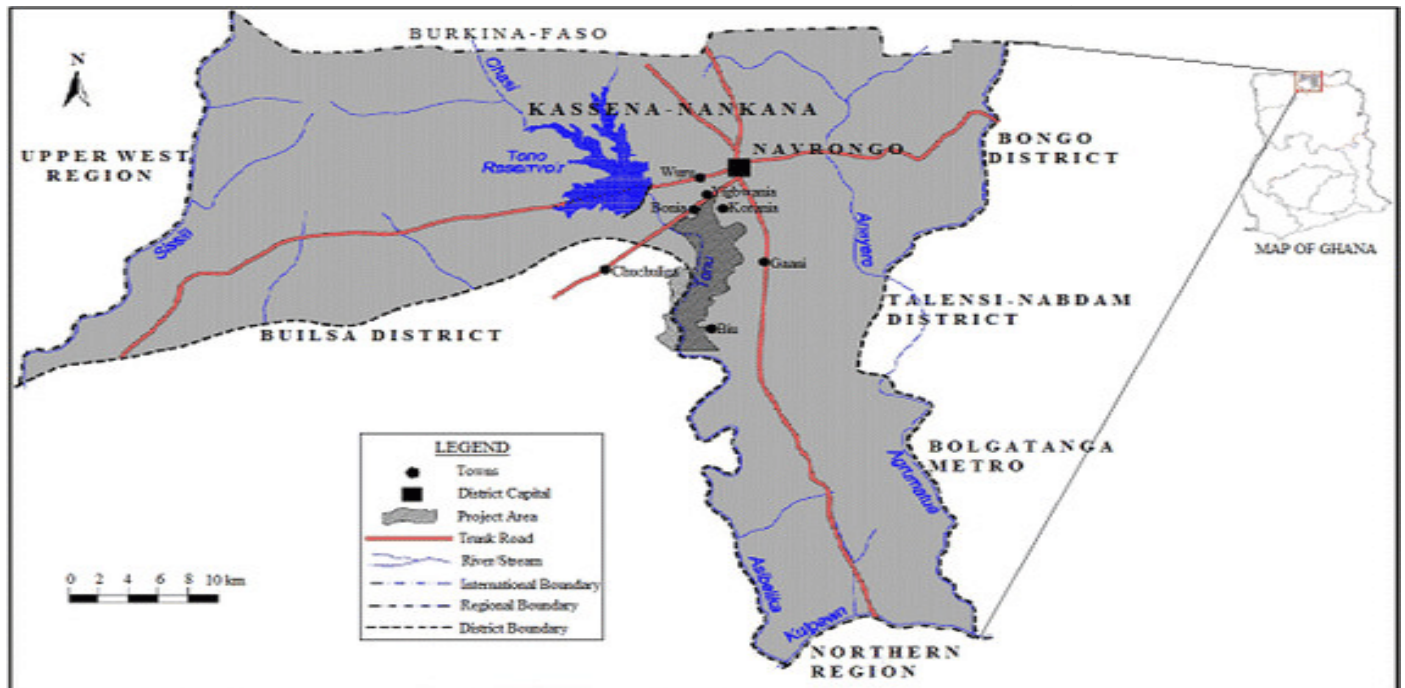 BURKINA-FASO
N
Chasi
KASSENA-NANKANA
UPPER WEST
REGION
Tono
Reservoir
NAVRONGO
BONGO
DISTRICT
MAP OF GHANA
Wuru
Yigbwania
Bonia
Korania
Sissili
Anayere
Chuchuliga
Tonu
Gaani
TALENSI-NABDAM
DISTRICT
BUILSA DISTRICT
Biu
BOLGATANGA
METRO
Agrumatue
Asibelika
Kulpawn
NORTHERN
REGION
LEGEND
Towns
District Capital
Project Area
Trunk Road
River/Stream
International Boundary
Regional Boundary
District Boundary
0 2 4 6 8 10 km